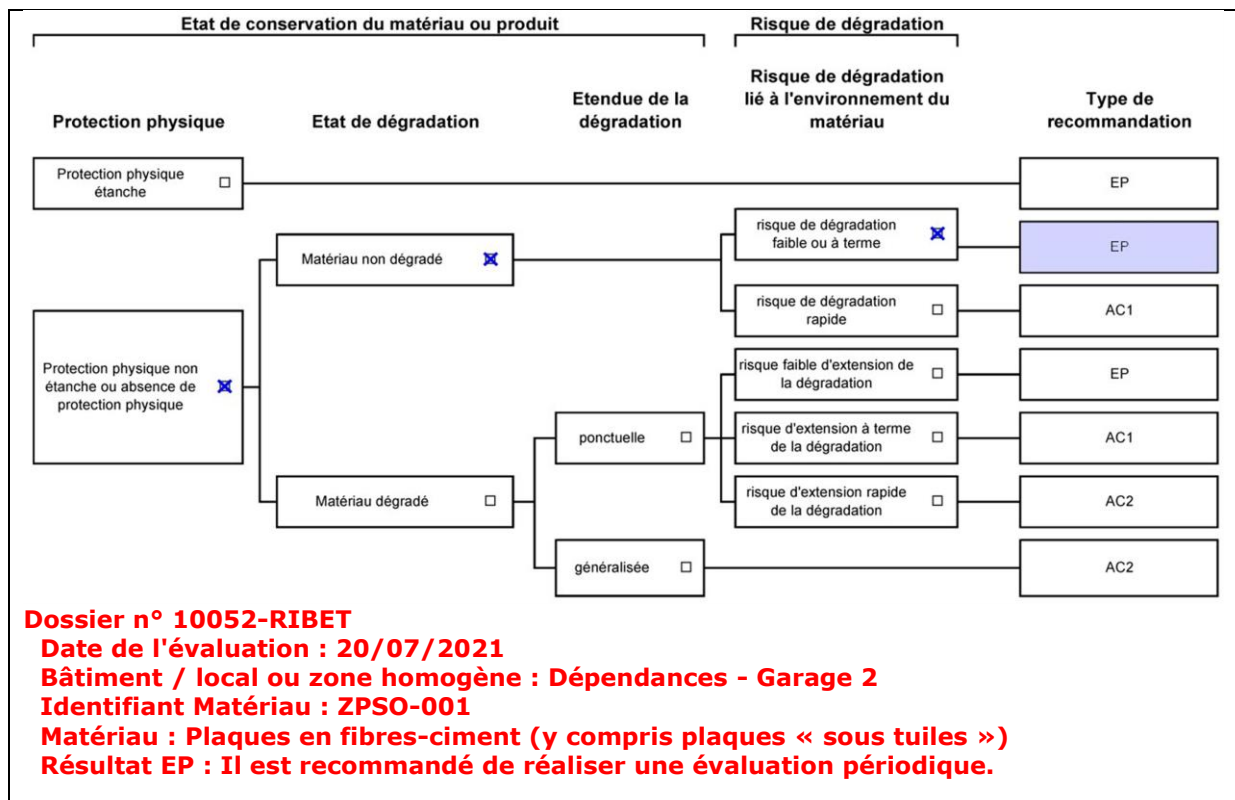 Etat de conservation du matériau ou produit
Risque de dégradation
Protection physique
Etat de dégradation
Etendue de la
dégradation
Risque de dégradation
lié à l'environnement du
matériau
Type de
recommandation
Protection physique
étanche
EP
risque de dégradation
faible ou à terme
EP
Matériau non dégradé
risque de dégradation
rapide
AC1
Protection physique non
étanche ou absence de
protection physique
risque faible d'extension de
la dégradation
EP
ponctuelle
risque d'extension à terme
de la dégradation
AC1
Matériau dégradé
risque d'extension rapide
de la dégradation
AC2
généralisée
AC2
Dossier n° 10052-RIBET
Date de l'évaluation : 20/07/2021
Bâtiment / local ou zone homogène : Dépendances - Garage 2
Identifiant Matériau : ZPSO-001
Matériau : Plaques en fibres-ciment (y compris plaques « sous tuiles »)
Résultat EP : Il est recommandé de réaliser une évaluation périodique.